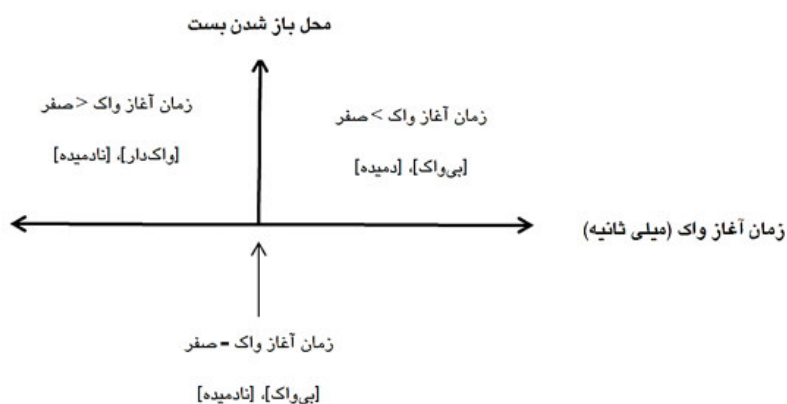 محل باز شدن بست
زمان آغاز واک > صفر
[بی‌واک]، [دمیده]
زمان آغاز واک < صفر
[واک‌دار]، [نادمیده]
زمان آغاز واک (میلی ثانیه)
زمان آغاز واک = صفر
[بی‌واک]، [نادمیده]